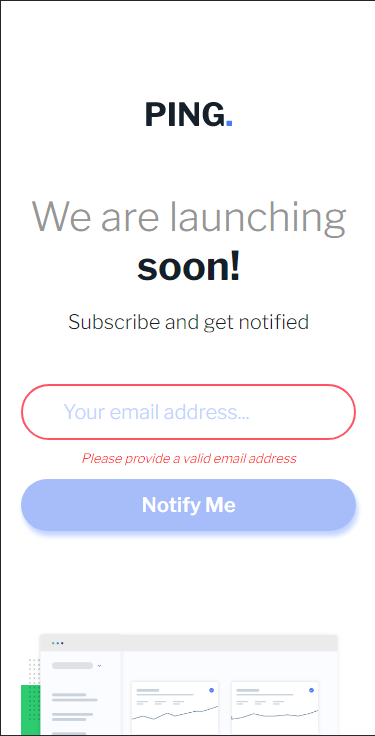 PING.
We are launching
soon!
Subscribe and get notified
Your email address...
Please provide a valid email address
Notify Me